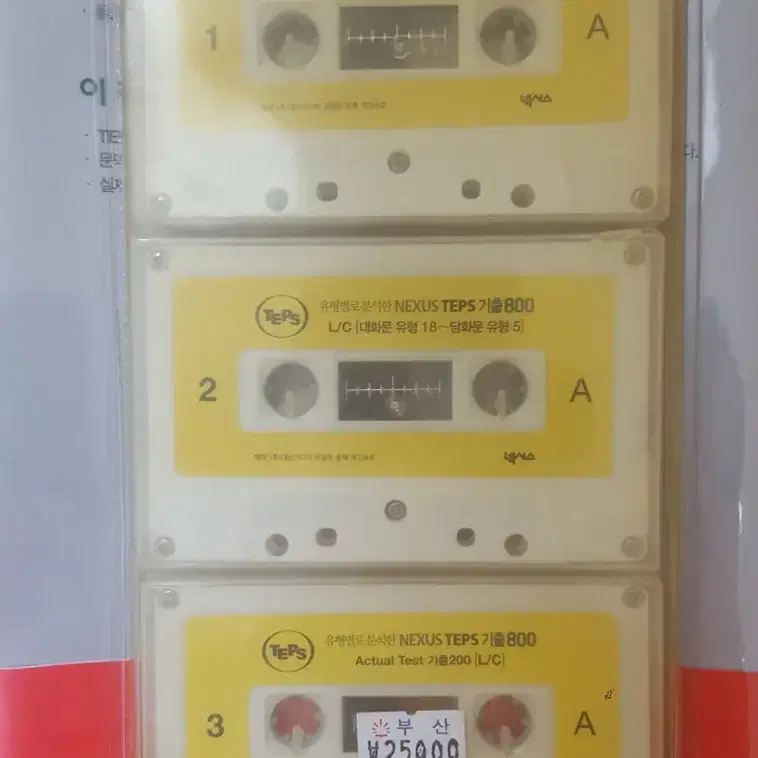 이
1
A
넥서스
TEPS
유형별로 분석한 NEXUS TEPS 기출800
L/C [대화문 유형 18~담화문 유형 5]
2
A
넥서스
TEPS
유형별로 분석한 NEXUS TEPS 기출800
Actual Test 기출200 [L/C]
3
A
부 산
₩25000